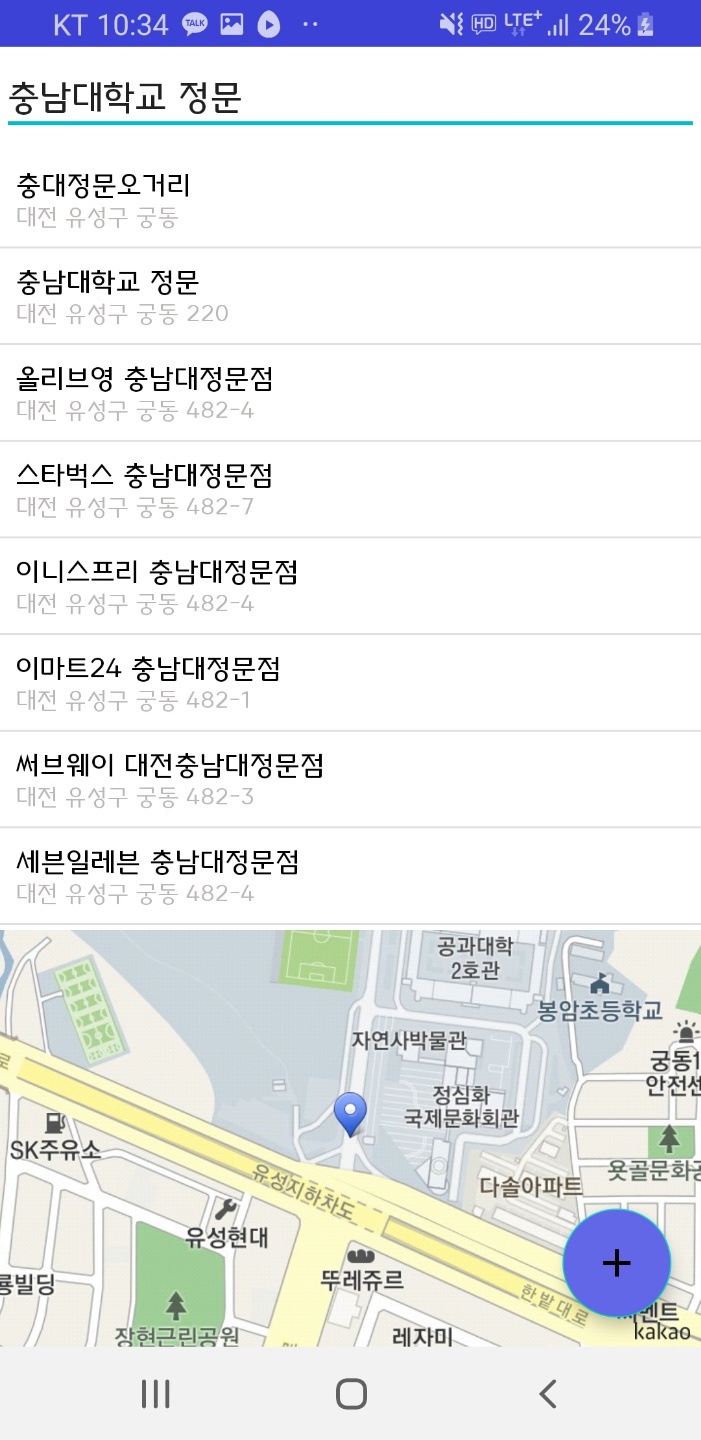 KT 10:34 TALK HD LTE+ 24%
충남대학교 정문
충대정문오거리
대전 유성구 궁동
충남대학교 정문
대전 유성구 궁동 220
올리브영 충남대정문점
대전 유성구 궁동 482-4
스타벅스 충남대정문점
대전 유성구 궁동 482-7
이니스프리 충남대정문점
대전 유성구 궁동 482-4
이마트24 충남대정문점
대전 유성구 궁동 482-1
써브웨이 대전충남대정문점
대전 유성구 궁동 482-3
세븐일레븐 충남대정문점
대전 유성구 궁동 482-4
공과대학
2호관
봉암초등학교
자연사박물관
궁동1
안전센
정심화
국제문화회관
SK주유소
욧골문화공
다솔아파트
유성지하차도
유성현대
뚜레쥬르
룡빌딩
한밭대로
장현근린공원
레자미
kakao